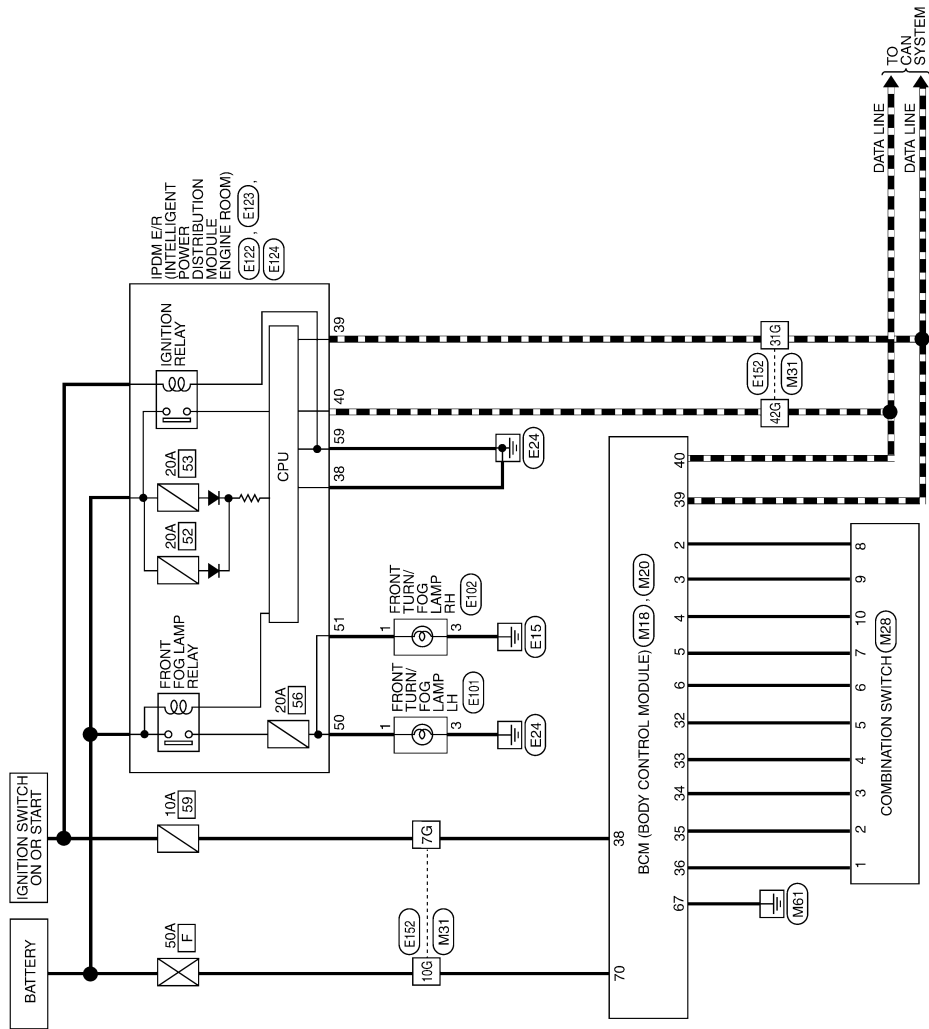 BATTERY
IGNITION SWITCH
ON OR START
50A
F
10A
59
FRONT
FOG LAMP
RELAY
20A
52
20A
53
IGNITION
RELAY
IPDM E/R
(INTELLIGENT
POWER
DISTRIBUTION
MODULE
ENGINE ROOM)
E122 , E123 ,
E124
20A
56
CPU
50
51
38
59
40
39
1
FRONT
TURN/
FOG
LAMP
LH
E101
3
E24
1
FRONT
TURN/
FOG
LAMP
RH
E102
3
E15
E24
E152
M31
10G
7G
E152
M31
42G
31G
DATA LINE
DATA LINE
TO
CAN
SYSTEM
70
38
BCM (BODY CONTROL MODULE) M18 , M20
67
36
35
34
33
32
6
5
4
3
2
39
40
M61
1
2
3
4
5
6
7
10
9
8
COMBINATION SWITCH M28